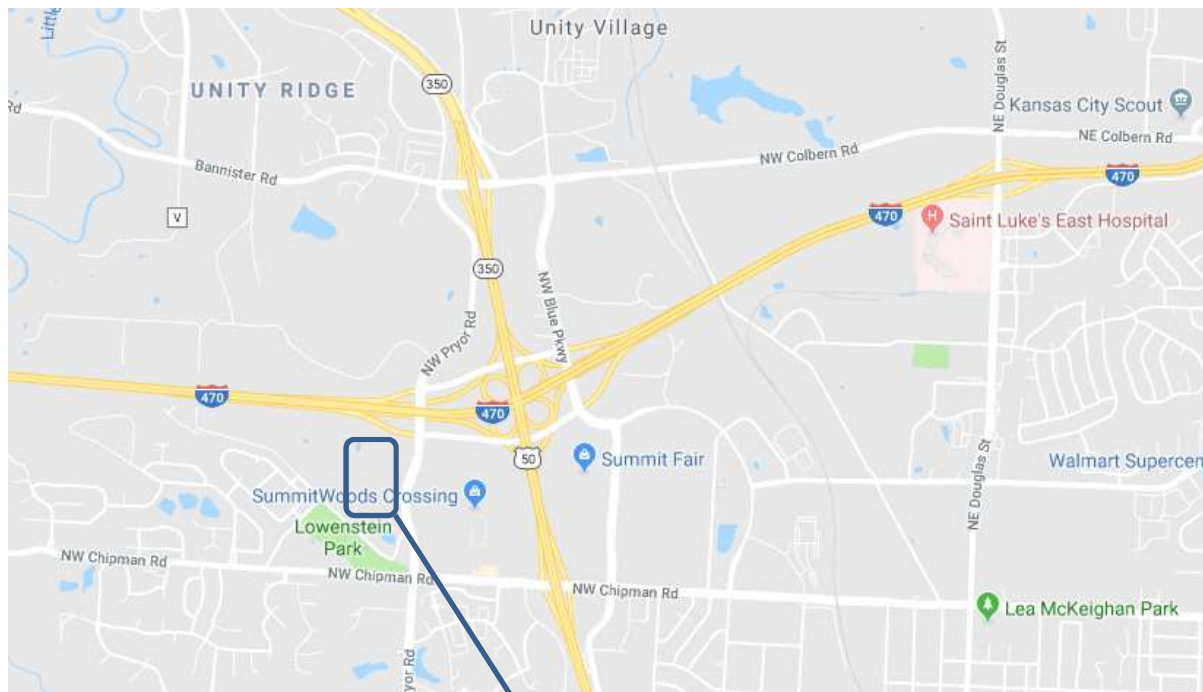 Little
Unity Village
350
UNITY RIDGE
Kansas City Scout
NE Douglas St
Rd
NE Colbern Rd
NW Colbern Rd
Bannister Rd
470
V
470
H
Saint Luke's East Hospital
350
NW Blue Pkwy
NW Pryor Rd
470
470
50
Summit Fair
Walmart Supercen
SummitWoods Crossing
NE Douglas St
Lowenstein
Park
NW Chipman Rd
NW Chipman Rd
NW Chipman Rd
Lea McKeighan Park
yor Rd